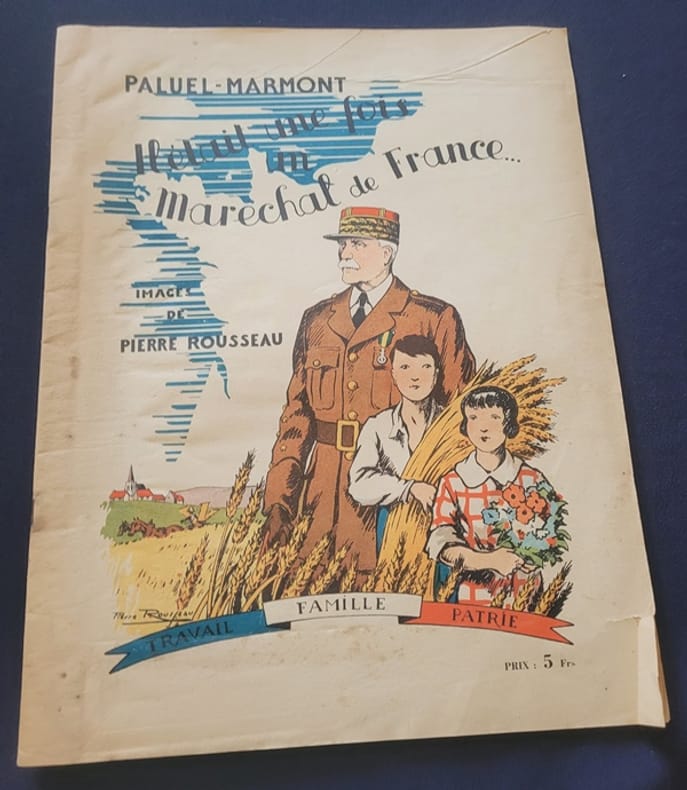 PALUEL-MARMONT
Il était une fois
un
Maréchal de France...
IMAGES
DE
PIERRE ROUSSEAU
Pierre ROUSSEAU
TRAVAIL
FAMILLE
PATRIE
PRIX : 5 Frs